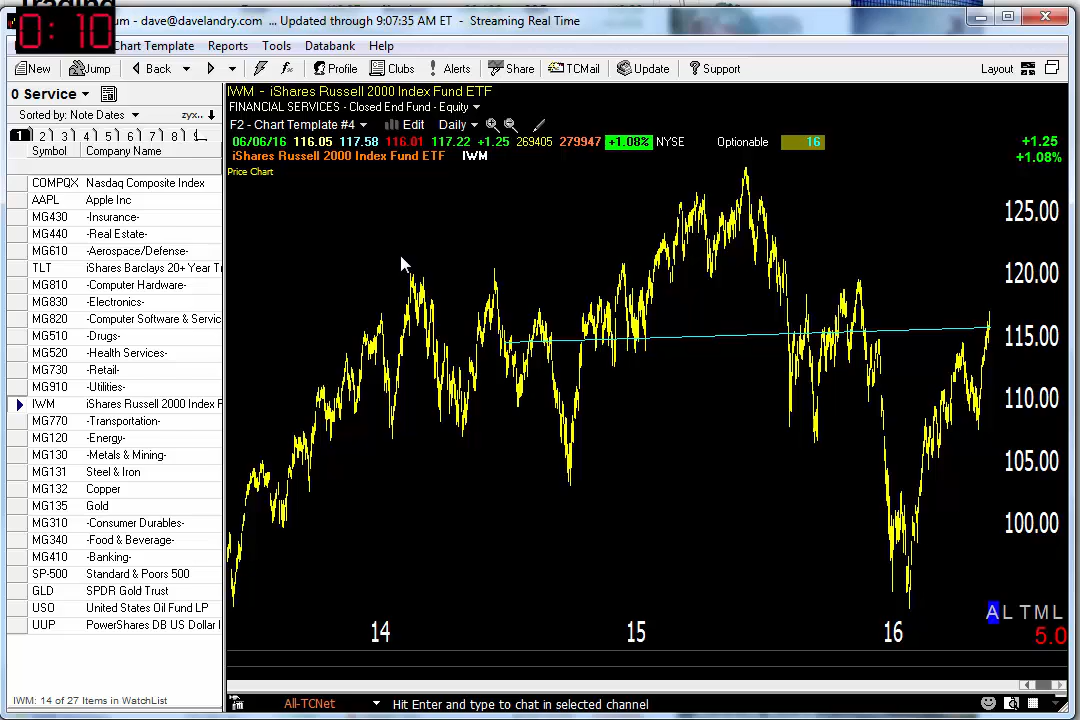 Trading
0:10
um - dave@davelandry.com ... Updated through 9:07:35 AM ET - Streaming Real Time
Chart Template Reports Tools Databank Help
New Jump Back Profile Clubs Alerts Share TCMail Update Support Layout
0 Service
Sorted by: Note Dates zyx..
1 2 3 4 5 6 7 8
Symbol Company Name
COMPQX Nasdaq Composite Index
AAPL Apple Inc
MG430 -Insurance-
MG440 -Real Estate-
MG610 -Aerospace/Defense-
TLT iShares Barclays 20+ Year T
MG810 -Computer Hardware-
MG830 -Electronics-
MG820 -Computer Software & Servic
MG510 -Drugs-
MG520 -Health Services-
MG730 -Retail-
MG910 -Utilities-
IWM iShares Russell 2000 Index F
MG770 -Transportation-
MG120 -Energy-
MG130 -Metals & Mining-
MG131 Steel & Iron
MG132 Copper
MG135 Gold
MG310 -Consumer Durables-
MG340 -Food & Beverage-
MG410 -Banking-
SP-500 Standard & Poors 500
GLD SPDR Gold Trust
USO United States Oil Fund LP
UUP PowerShares DB US Dollar I
IWM: 14 of 27 Items in WatchList
IWM - iShares Russell 2000 Index Fund ETF
FINANCIAL SERVICES - Closed End Fund - Equity
F2 - Chart Template #4 Edit Daily
06/06/16 116.05 117.58 116.01 117.22 +1.25 269405 279947 +1.08% NYSE Optionable 16 +1.25
iShares Russell 2000 Index Fund ETF IWM +1.08%
Price Chart
125.00
120.00
115.00
110.00
105.00
100.00
A L T M L
5.0
14 15 16
All-TCNet Hit Enter and type to chat in selected channel